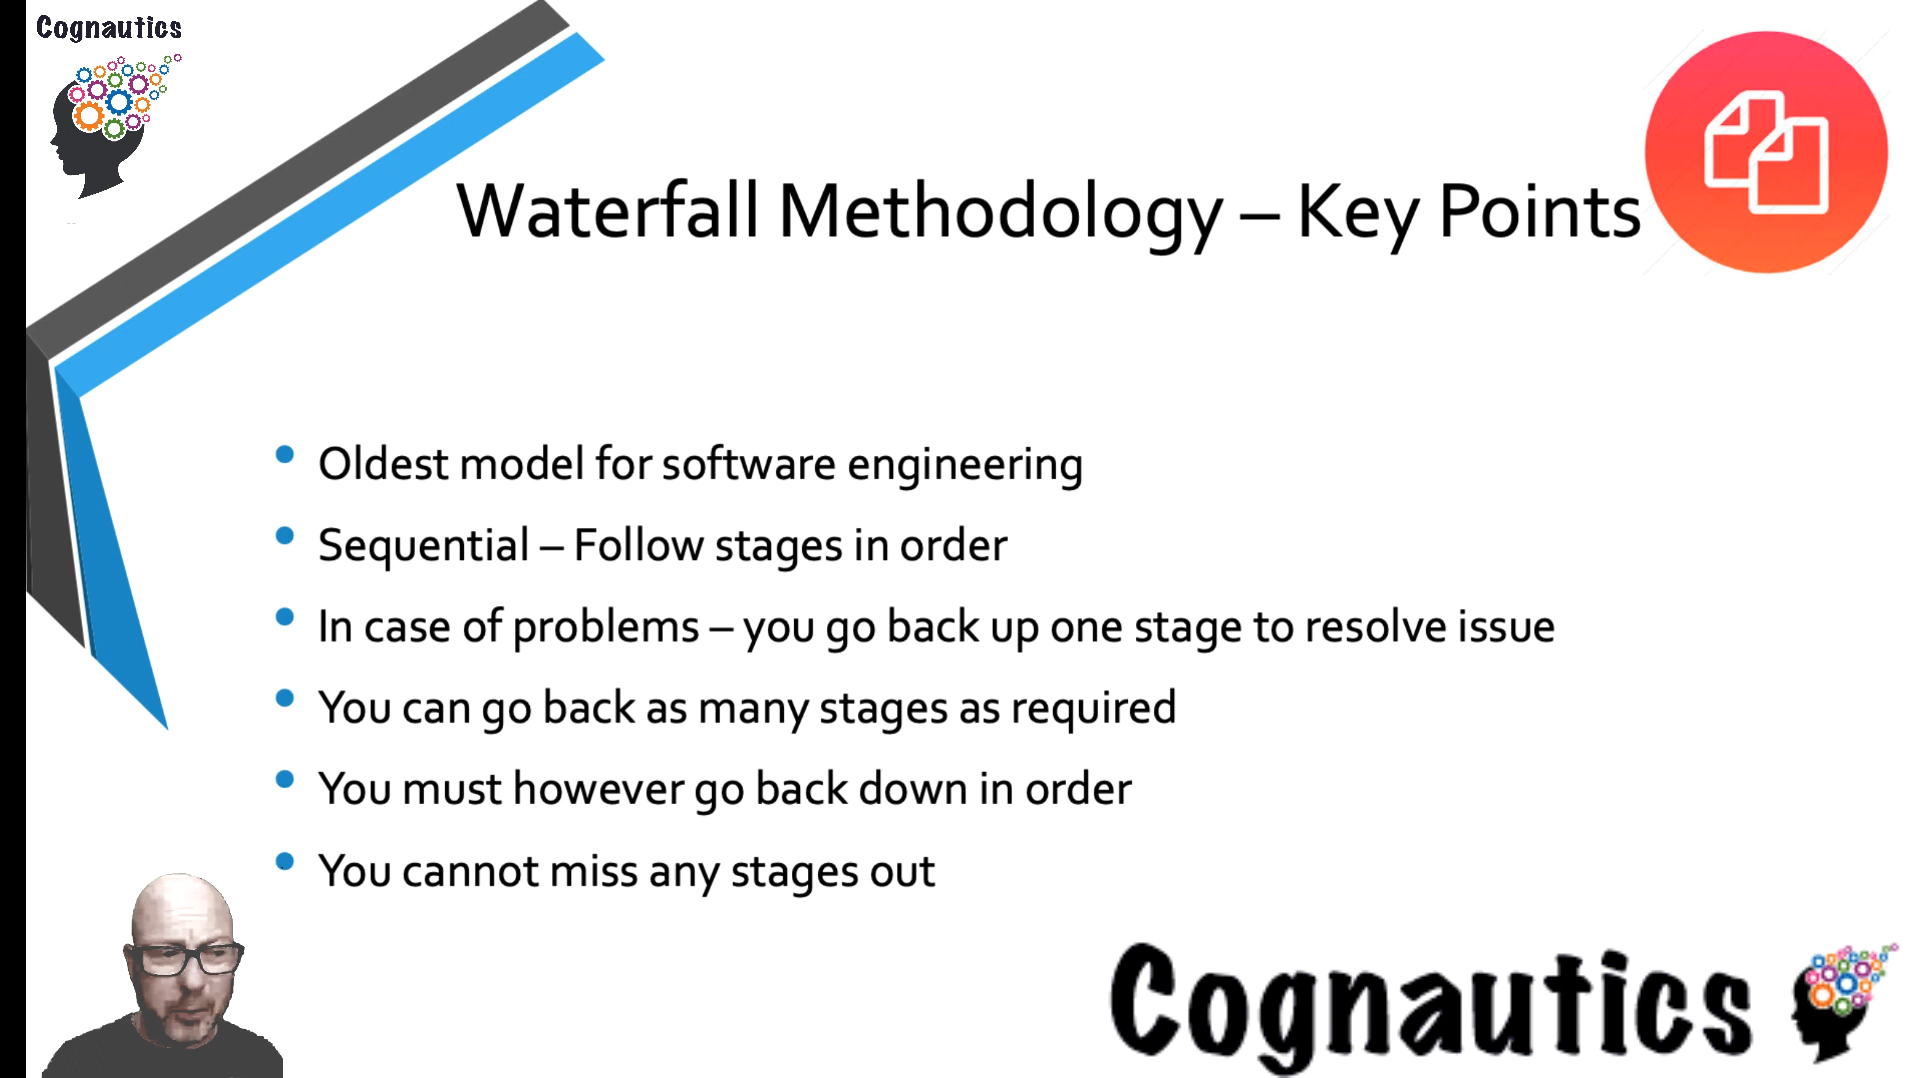 Cognautics
Waterfall Methodology – Key Points
Oldest model for software engineering
Sequential – Follow stages in order
In case of problems – you go back up one stage to resolve issue
You can go back as many stages as required
You must however go back down in order
You cannot miss any stages out
Cognautics